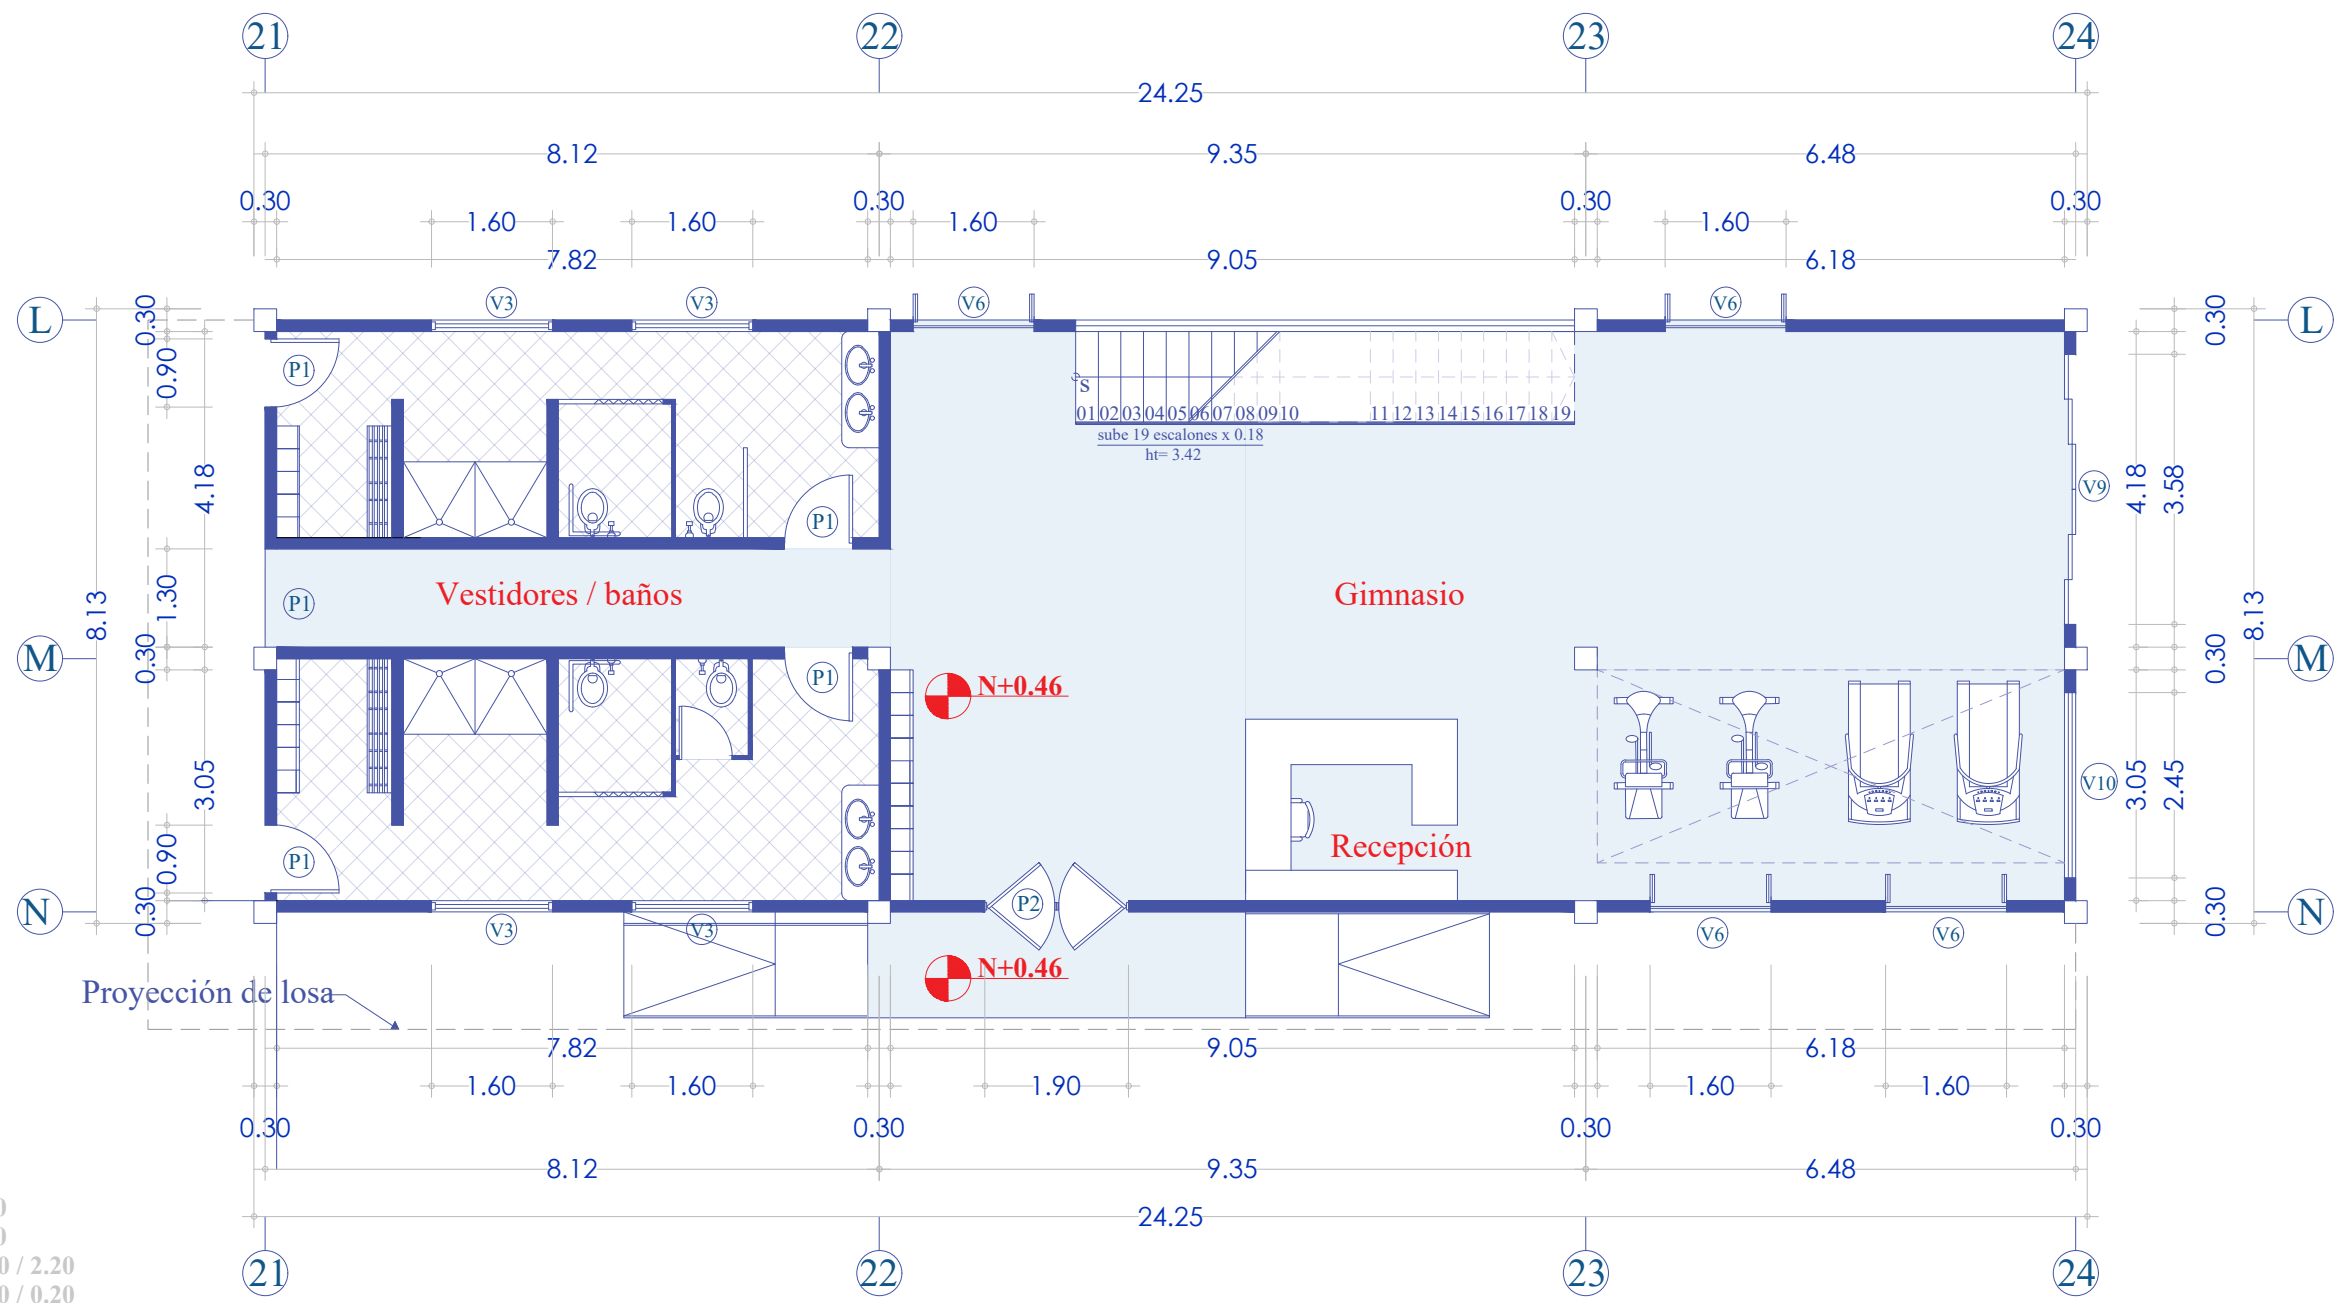 21 22 23 24
24.25
8.12 9.35 6.48
0.30 0.30 0.30 0.30
1.60 1.60 1.60 1.60
7.82 9.05 6.18
V3 V3 V6 V6
L 0.30 0.30 L
P1
0.90
S
01 02 03 04 05 06 07 08 09 10 11 12 13 14 15 16 17 18 19
sube 19 escalones x 0.18
ht= 3.42
4.18 V9 4.18 3.58
P1
Vestidores / baños Gimnasio
P1
1.30
8.13 8.13
M 0.30 0.30 M
P1
N+0.46
3.05 V10 3.05 2.45
Recepción
0.90 P1
P2
N 0.30 0.30 N
V3 V3 V6 V6
N+0.46
Proyección de losa
7.82 9.05 6.18
1.60 1.60 1.90 1.60 1.60
0.30 0.30 0.30 0.30
8.12 9.35 6.48
0
24.25
0
0 / 2.20
0 / 0.20
21 22 23 24